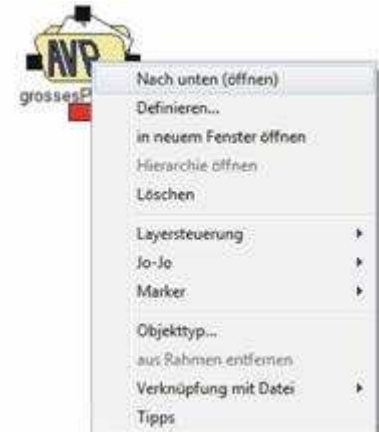 AVP
grossesP
Nach unten (öffnen)
Definieren...
in neuem Fenster öffnen
Hierarchie öffnen
Löschen
Layersteuerung
Jo-Jo
Marker
Objekttyp...
aus Rahmen entfernen
Verknüpfung mit Datei
Tipps